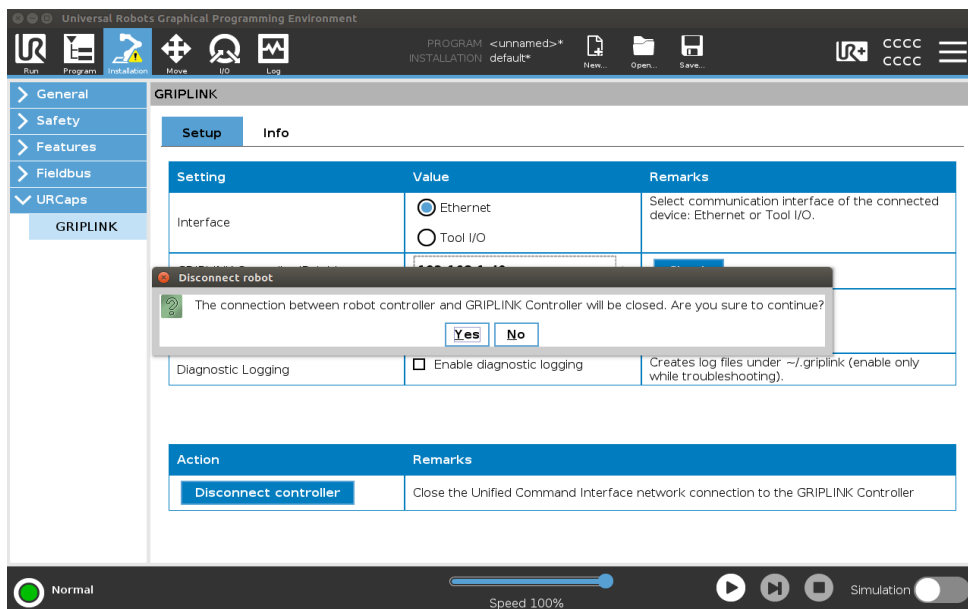 Universal Robots Graphical Programming Environment
UR
Run
Program
Installation
Move
I/O
Log
PROGRAM <unnamed>*
INSTALLATION default*
New...
Open...
Save...
UR+
CCCC
CCCC
General
Safety
Features
Fieldbus
URCaps
GRIPLINK
GRIPLINK
Setup
Info
Setting
Value
Remarks
Interface
Ethernet
Tool I/O
Select communication interface of the connected
device: Ethernet or Tool I/O.
Disconnect robot
The connection between robot controller and GRIPLINK Controller will be closed. Are you sure to continue?
Yes
No
Diagnostic Logging
Enable diagnostic logging
Creates log files under ~/.griplink (enable only
while troubleshooting).
Action
Remarks
Disconnect controller
Close the Unified Command Interface network connection to the GRIPLINK Controller
Normal
Speed 100%
Simulation